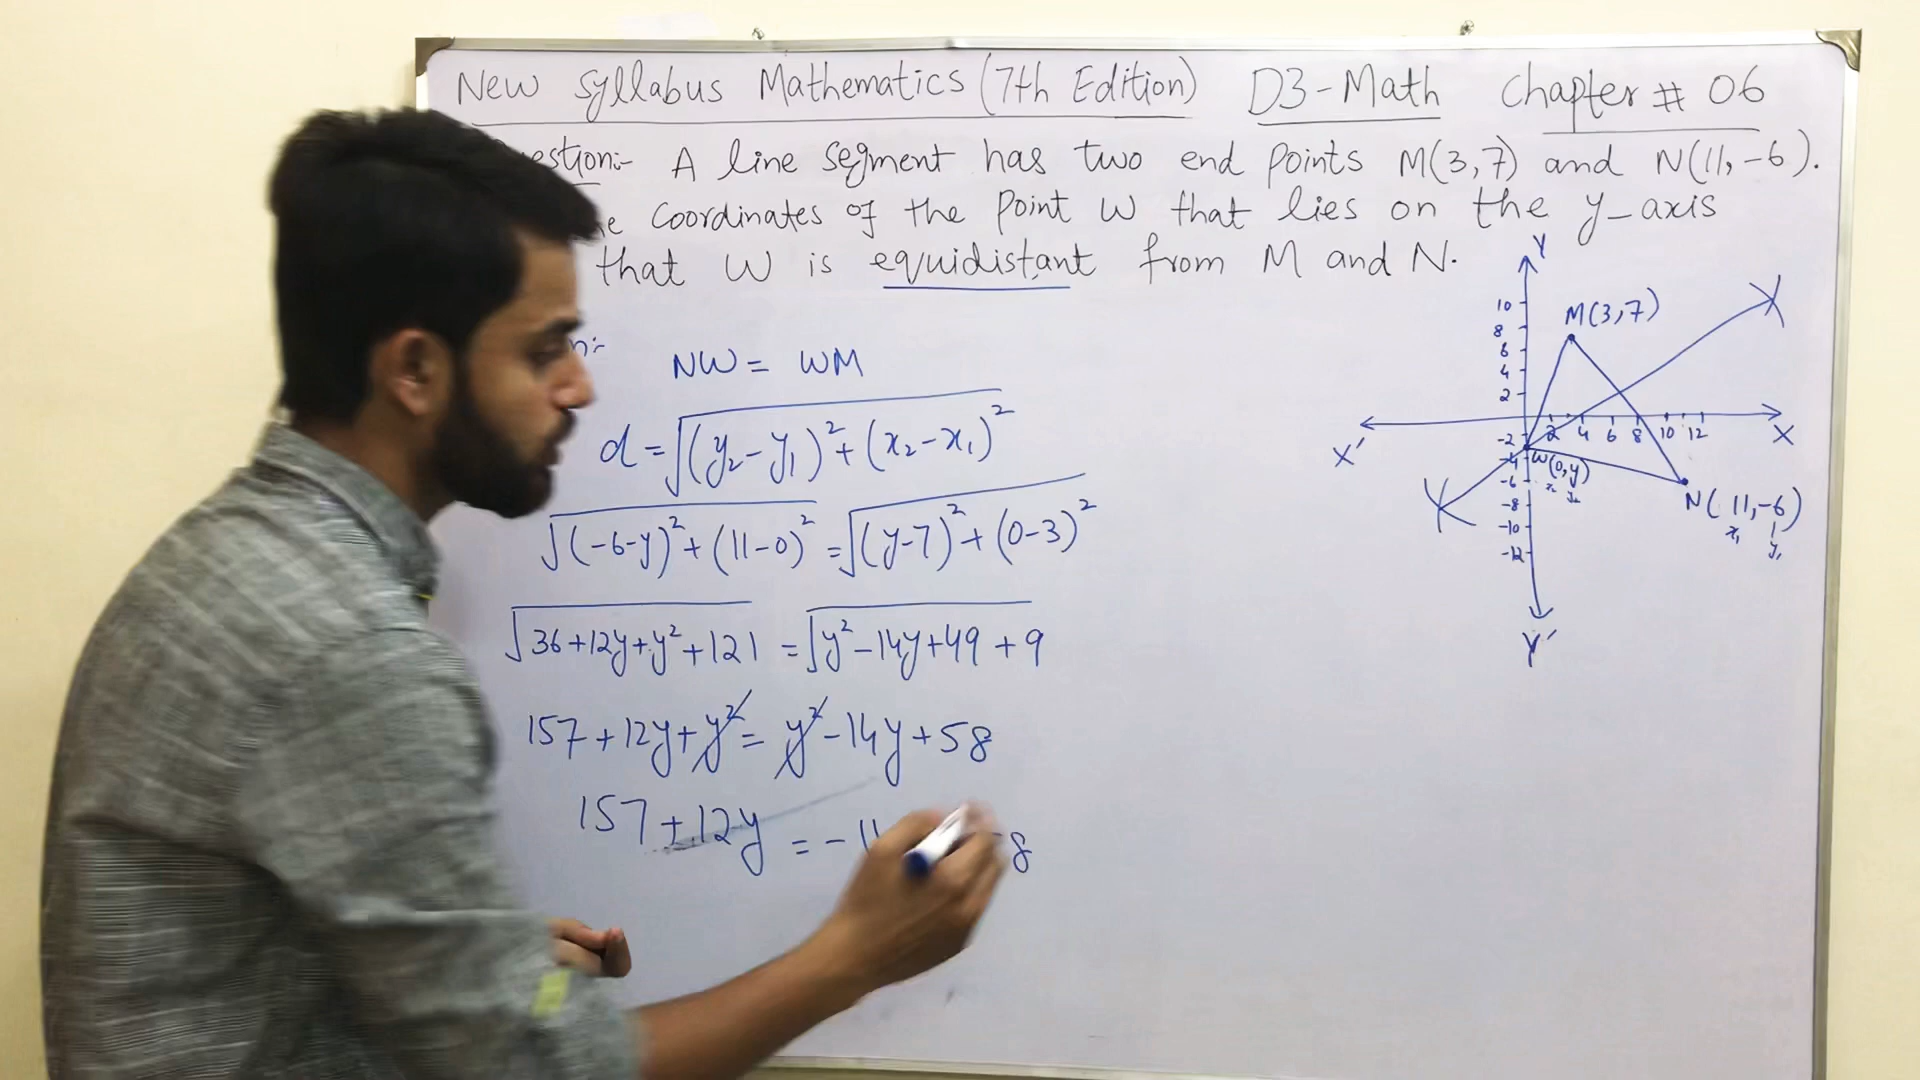 New Syllabus Mathematics (7th Edition) D3-Math Chapter # 06
A line segment has two end points M(3,7) and N(11,-6).
coordinates of the point W that lies on the y-axis
that W is equidistant from M and N.
NW = WM
d = √(y₂-y₁)² + (x₂-x₁)²
√(-6-y)² + (11-0)² = √(y-7)² + (0-3)²
√36+12y+y²+121 = √y²-14y+49+9
157+12y+y² = y²-14y+58
157+12y = -
Y
10
8
6
4
2
M(3,7)
X'
2 4 6 8 10 12
X
-2
-4
-6
-8
-10
-12
W(0,y)
x₂ y₂
N(11,-6)
x₁ y₁
Y'